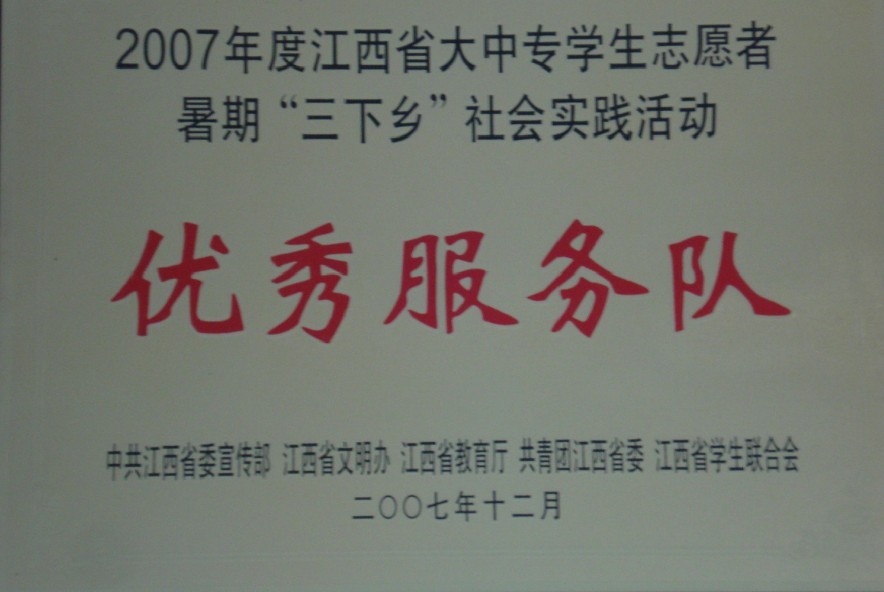 2007年度江西省大中专学生志愿者
暑期“三下乡”社会实践活动
优秀服务队
中共江西省委宣传部 江西省文明办 江西省教育厅 共青团江西省委 江西省学生联合会
二〇〇七年十二月